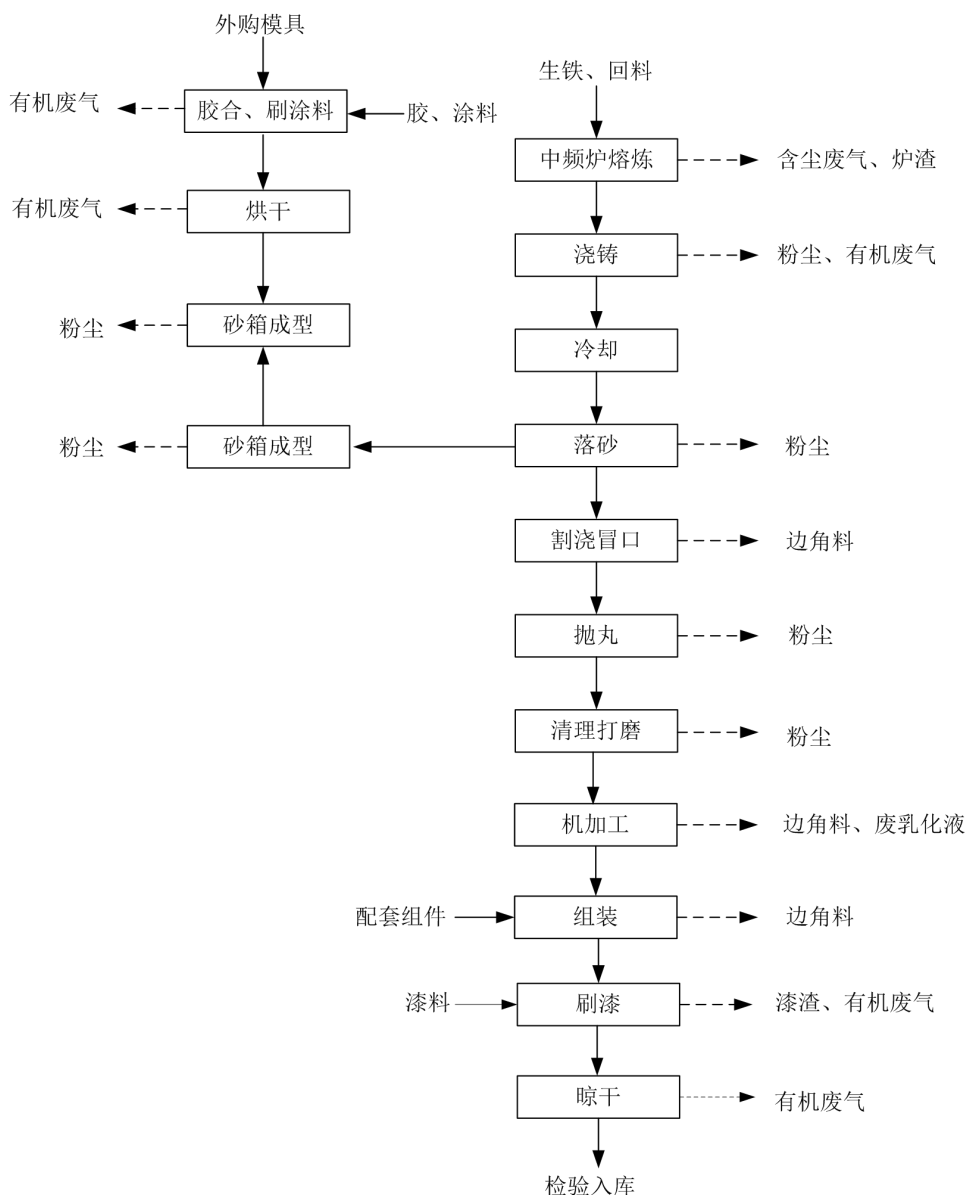 外购模具
有机废气
胶合、刷涂料
胶、涂料
有机废气
烘干
粉尘
砂箱成型
粉尘
砂箱成型
生铁、回料
中频炉熔炼
含尘废气、炉渣
浇铸
粉尘、有机废气
冷却
落砂
粉尘
割浇冒口
边角料
抛丸
粉尘
清理打磨
粉尘
机加工
边角料、废乳化液
配套组件
组装
边角料
漆料
刷漆
漆渣、有机废气
晾干
有机废气
检验入库